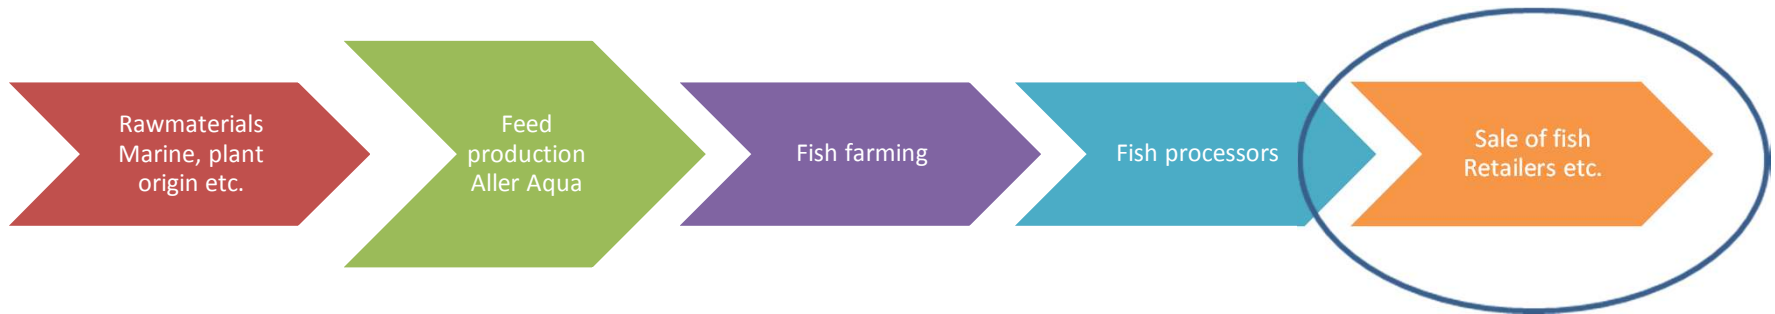 Rawmaterials
Marine, plant
origin etc.
Feed
production
Aller Aqua
Fish farming
Fish processors
Sale of fish
Retailers etc.